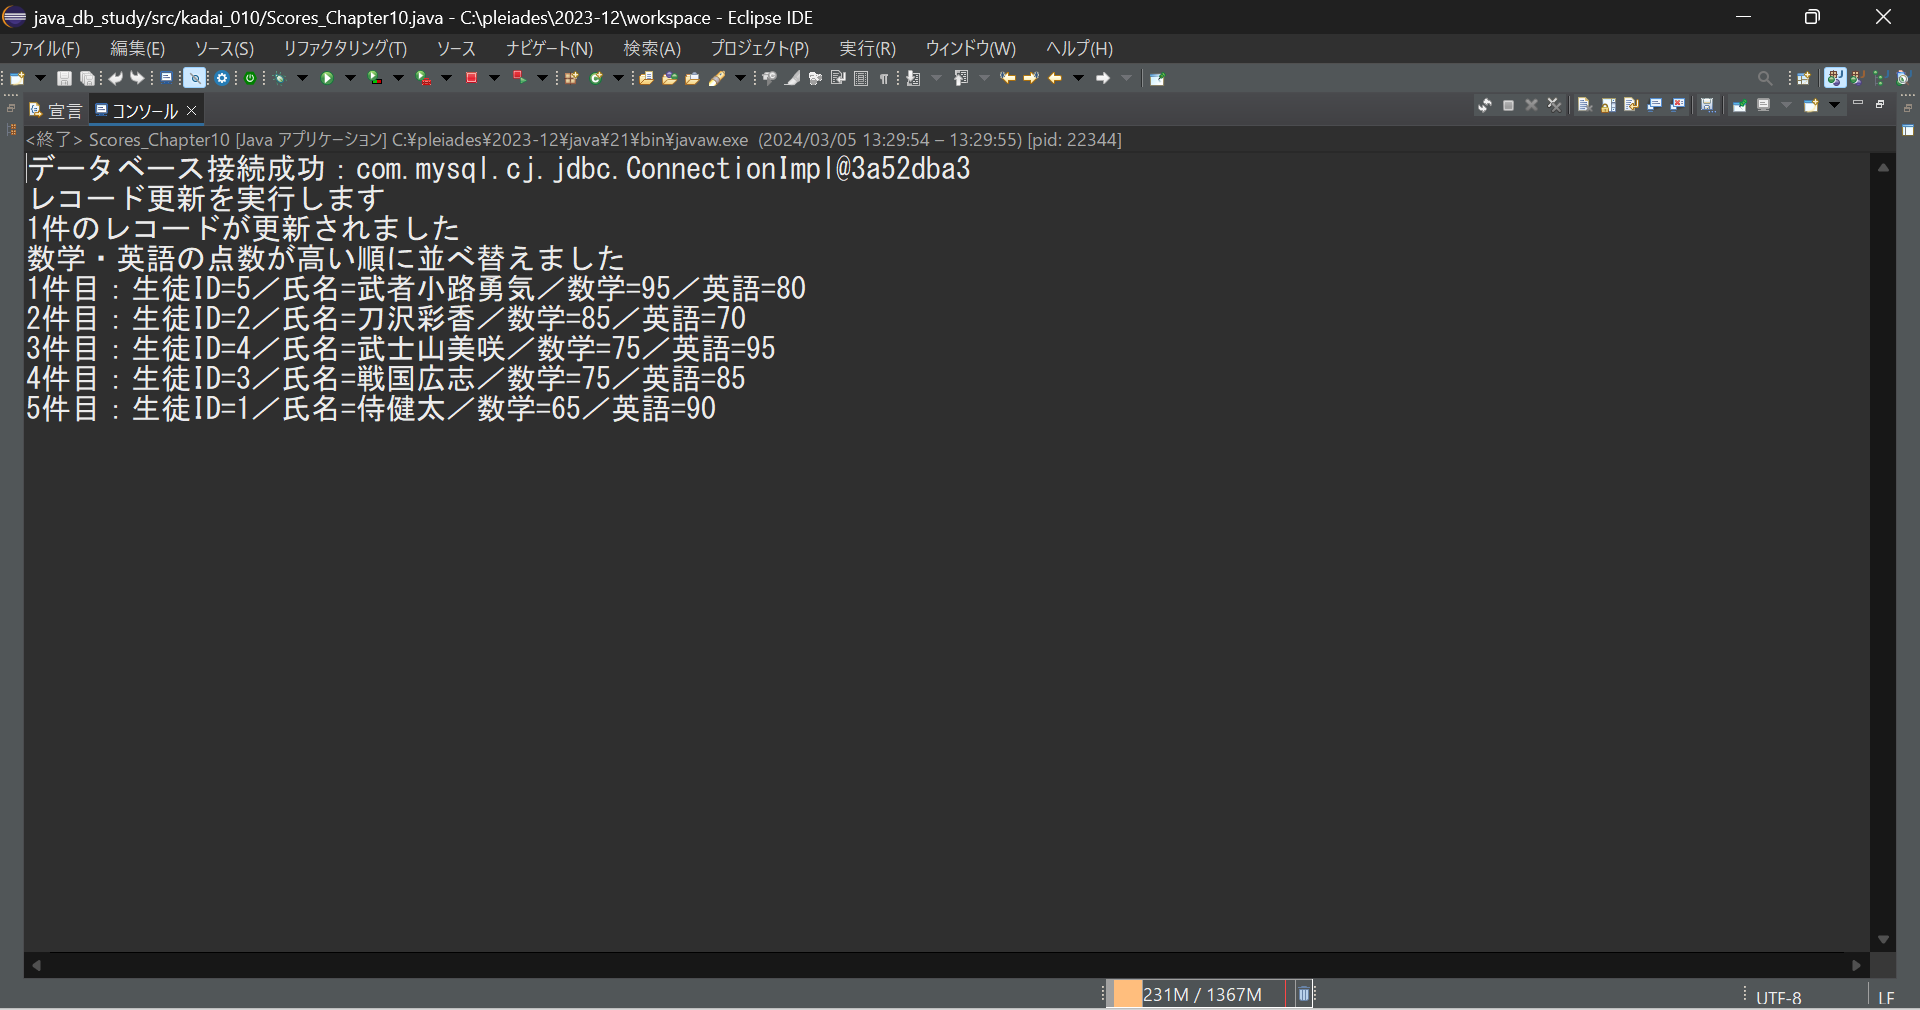 java_db_study/src/kadai_010/Scores_Chapter10.java - C:\pleiades\2023-12\workspace - Eclipse IDE
ファイル(F) 編集(E) ソース(S) リファクタリング(T) ソース ナビゲート(N) 検索(A) プロジェクト(P) 実行(R) ウィンドウ(W) ヘルプ(H)
宣言 コンソール
<終了> Scores_Chapter10 [Java アプリケーション] C:¥pleiades¥2023-12¥java¥21¥bin¥javaw.exe (2024/03/05 13:29:54 – 13:29:55) [pid: 22344]
データベース接続成功：com.mysql.cj.jdbc.ConnectionImpl@3a52dba3
レコード更新を実行します
1件のレコードが更新されました
数学・英語の点数が高い順に並べ替えました
1件目：生徒ID=5／氏名=武者小路勇気／数学=95／英語=80
2件目：生徒ID=2／氏名=刀沢彩香／数学=85／英語=70
3件目：生徒ID=4／氏名=武士山美咲／数学=75／英語=95
4件目：生徒ID=3／氏名=戦国広志／数学=75／英語=85
5件目：生徒ID=1／氏名=侍健太／数学=65／英語=90
231M / 1367M
UTF-8
LF